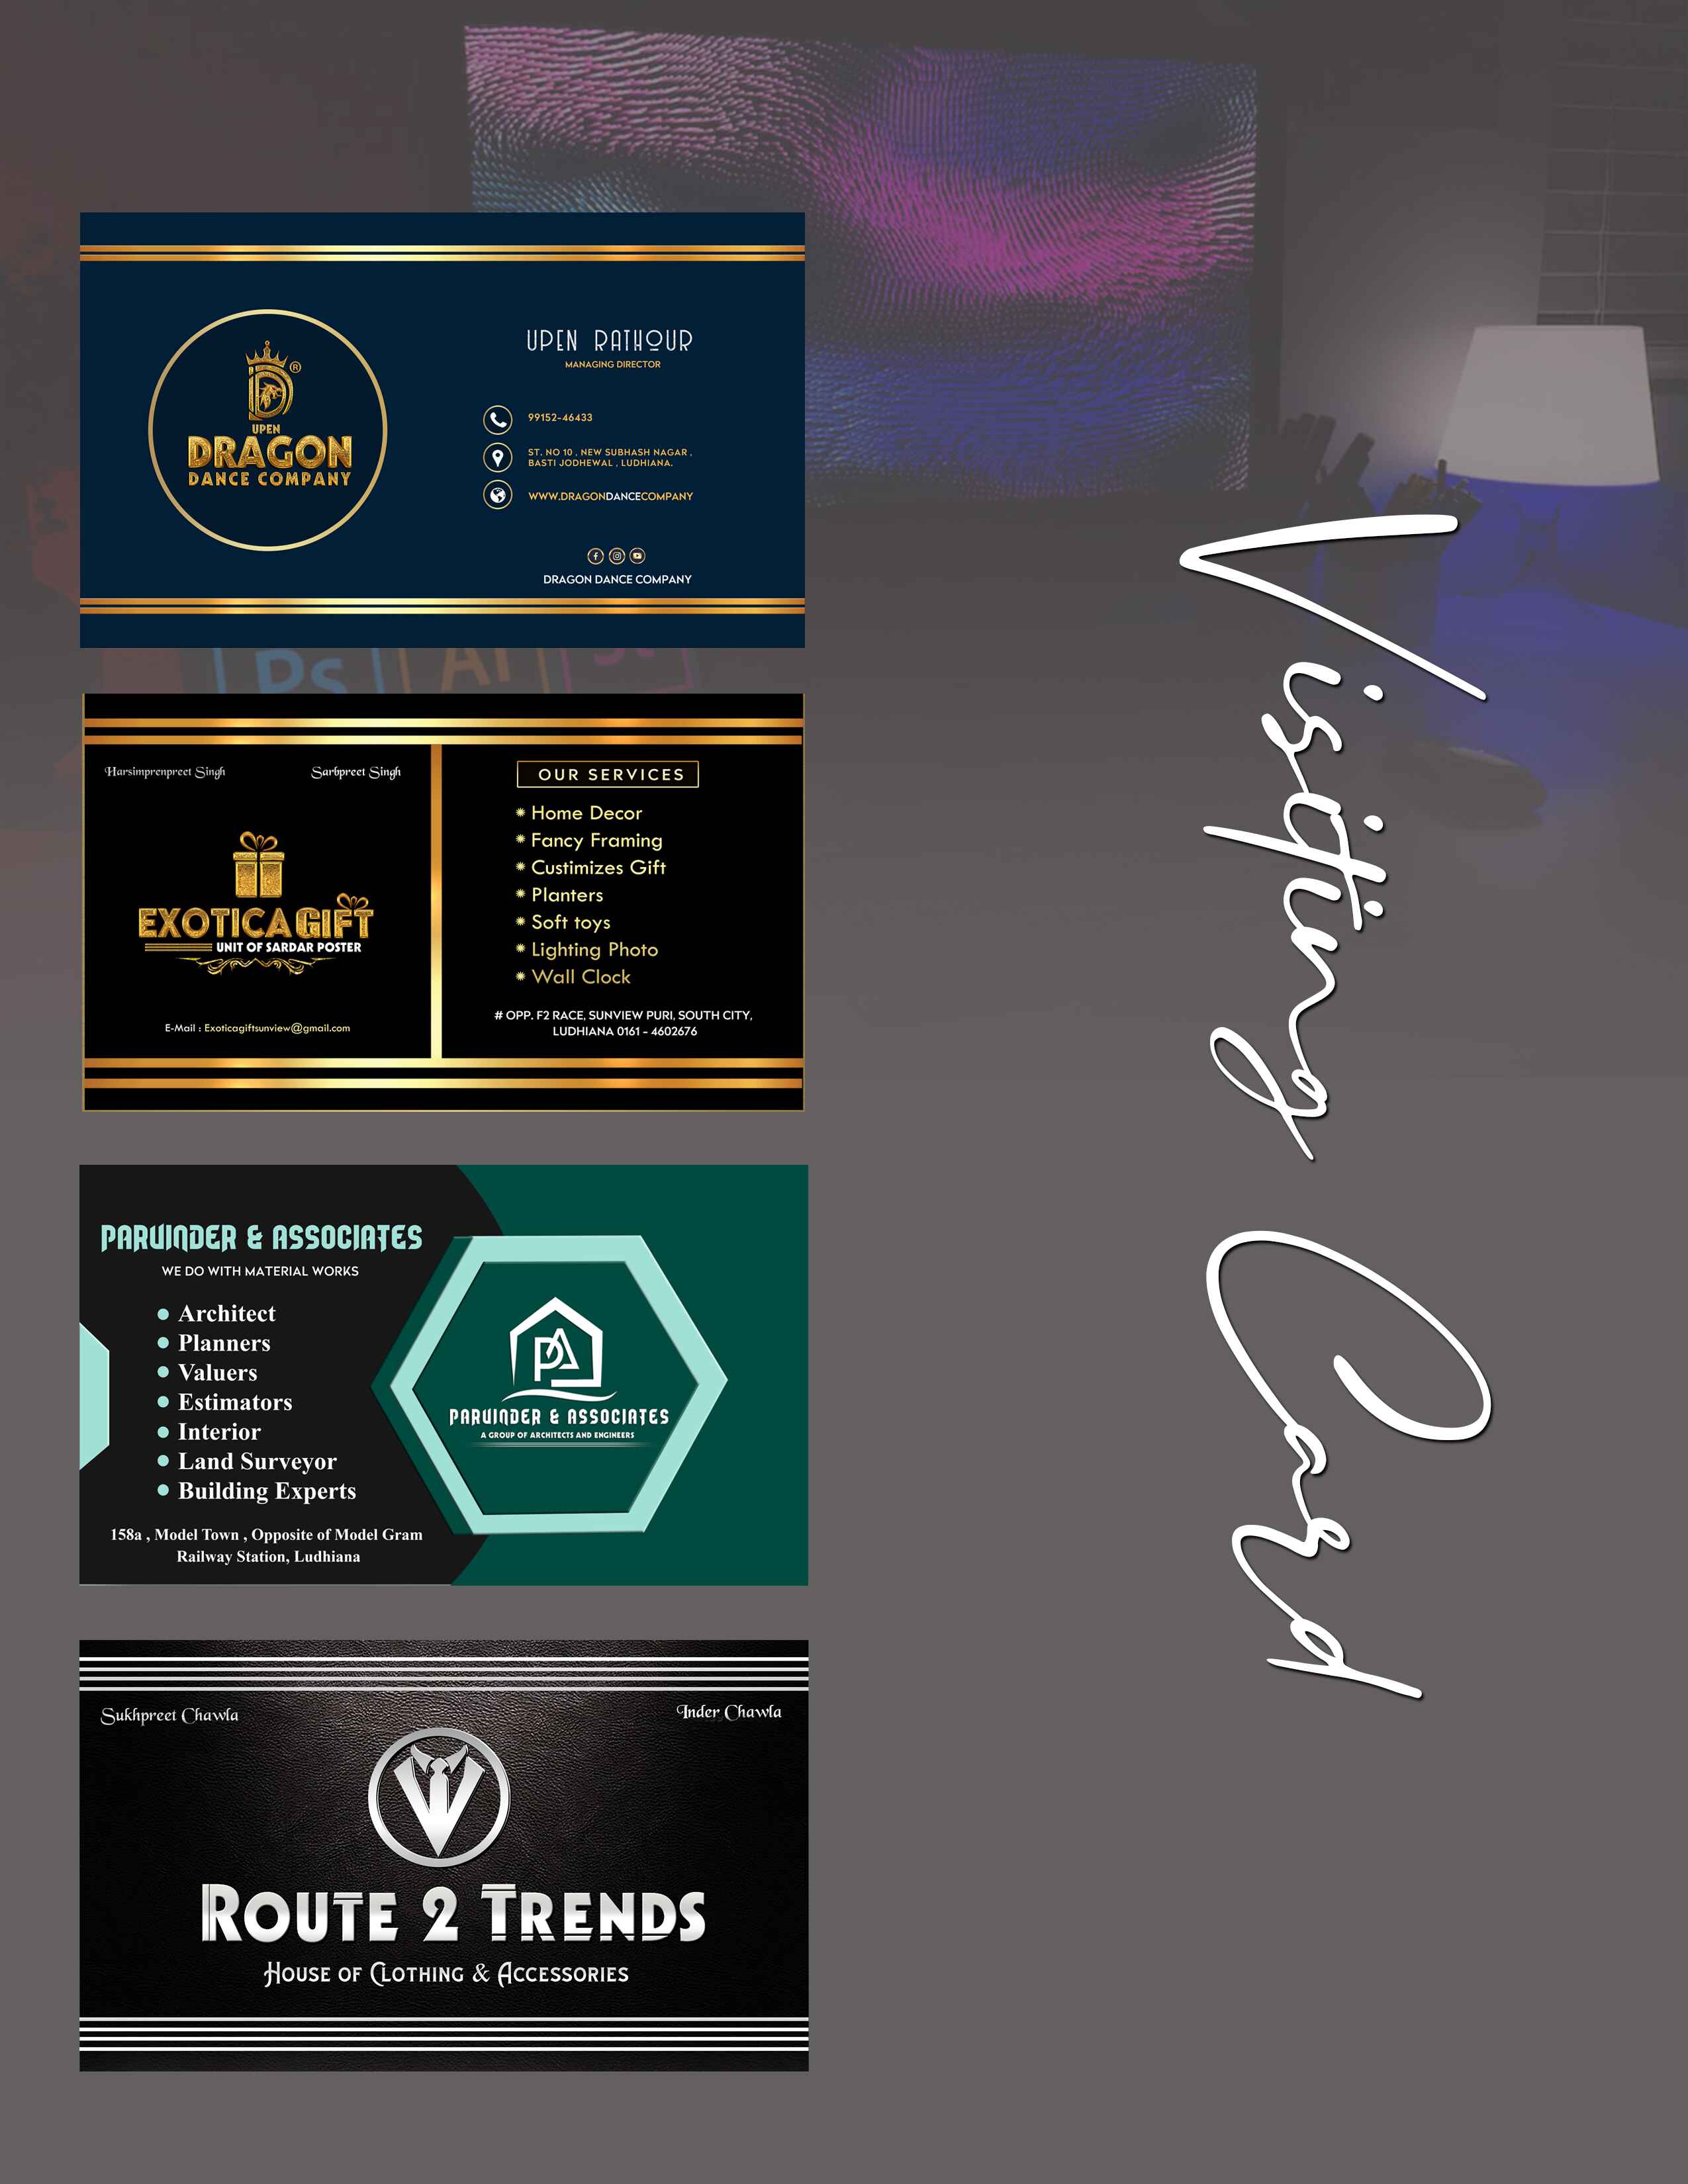 UPEN RATHOUR
MANAGING DIRECTOR
D ®
UPEN
DRAGON
DANCE COMPANY
99152-46433
ST. NO 10 , NEW SUBHASH NAGAR ,
BASTI JODHEWAL , LUDHIANA.
WWW.DRAGONDANCECOMPANY
DRAGON DANCE COMPANY
Ps Ai
Harsimprenpreet Singh
Sarbpreet Singh
EXOTICA GIFT
UNIT OF SARDAR POSTER
E-Mail : Exoticagiftsunview@gmail.com
OUR SERVICES
Home Decor
Fancy Framing
Custimizes Gift
Planters
Soft toys
Lighting Photo
Wall Clock
# OPP. F2 RACE, SUNVIEW PURI, SOUTH CITY,
LUDHIANA 0161 - 4602676
PARVINDER & ASSOCIATES
WE DO WITH MATERIAL WORKS
Architect
Planners
Valuers
Estimators
Interior
Land Surveyor
Building Experts
158a , Model Town , Opposite of Model Gram
Railway Station, Ludhiana
PA
PARVINDER & ASSOCIATES
A GROUP OF ARCHITECTS AND ENGINEERS
Sukhpreet Chawla
Inder Chawla
ROUTE 2 TRENDS
HOUSE OF CLOTHING & ACCESSORIES
Visiting Card